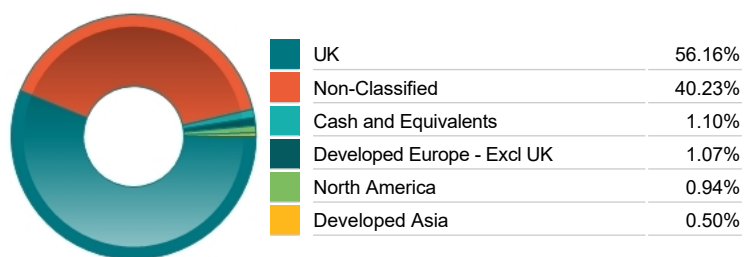 UK 56.16%
Non-Classified 40.23%
Cash and Equivalents 1.10%
Developed Europe - Excl UK 1.07%
North America 0.94%
Developed Asia 0.50%